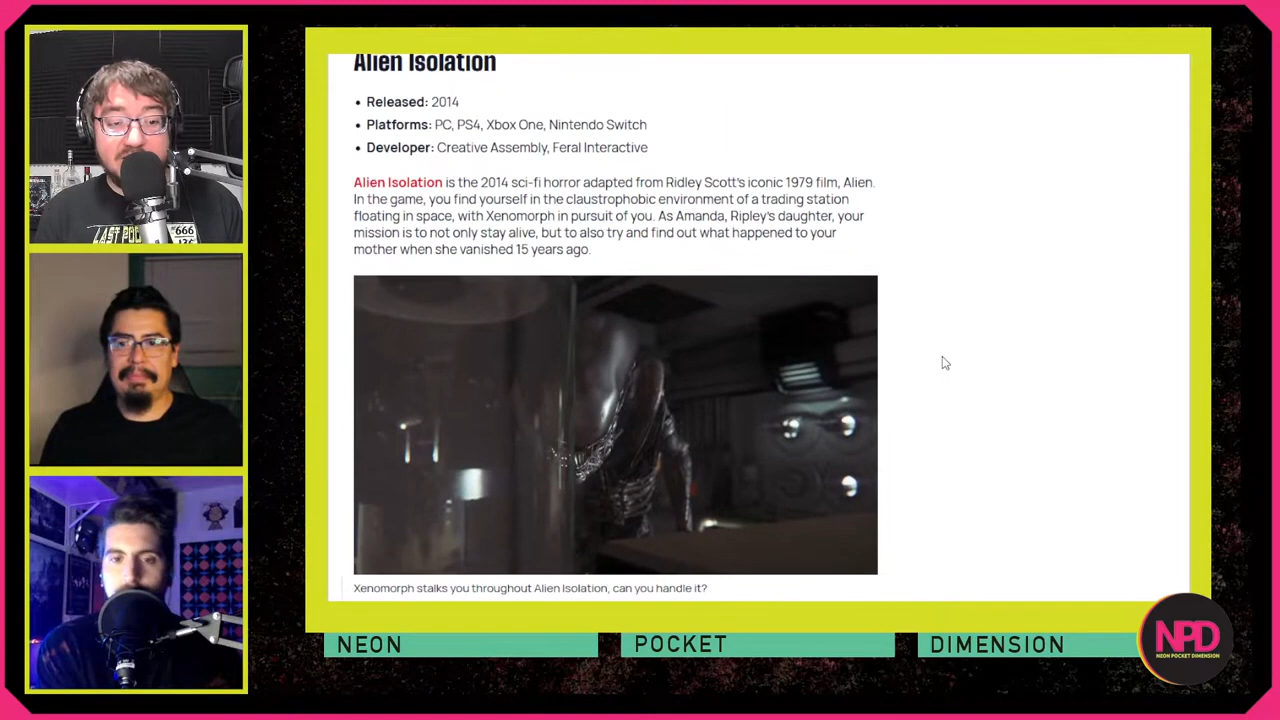 Alien Isolation
• Released: 2014
• Platforms: PC, PS4, Xbox One, Nintendo Switch
• Developer: Creative Assembly, Feral Interactive
Alien Isolation is the 2014 sci-fi horror adapted from Ridley Scott's iconic 1979 film, Alien.
In the game, you find yourself in the claustrophobic environment of a trading station
floating in space, with Xenomorph in pursuit of you. As Amanda, Ripley's daughter, your
mission is to not only stay alive, but to also try and find out what happened to your
mother when she vanished 15 years ago.
Xenomorph stalks you throughout Alien Isolation, can you handle it?
NEON
POCKET
DIMENSION
NPD
NEON POCKET DIMENSION